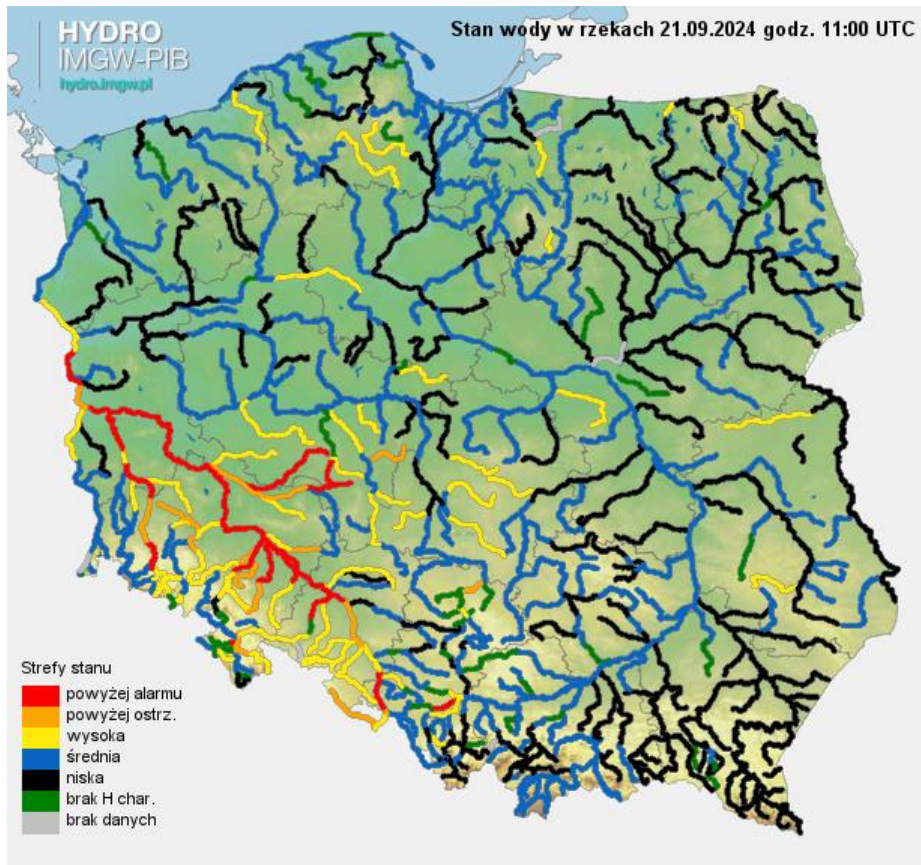 HYDRO
IMGW-PIB
hydro.imgw.pl
Stan wody w rzekach 21.09.2024 godz. 11:00 UTC
Strefy stanu
powyżej alarmu
powyżej ostrz.
wysoka
średnia
niska
brak H char.
brak danych